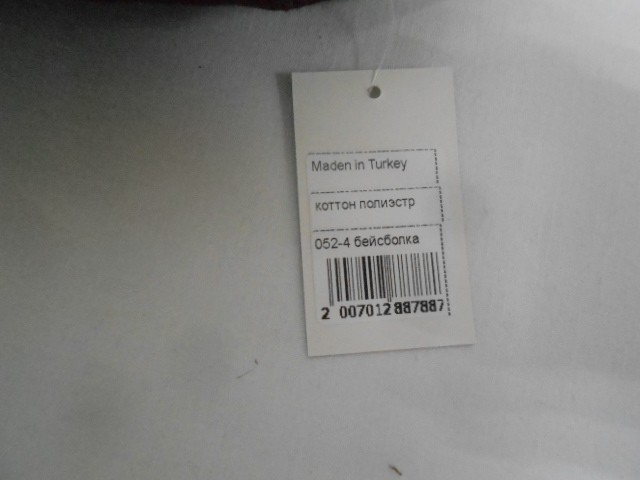 Maden in Turkey
коттон полиэстр
052-4 бейсболка
2 007012 887887